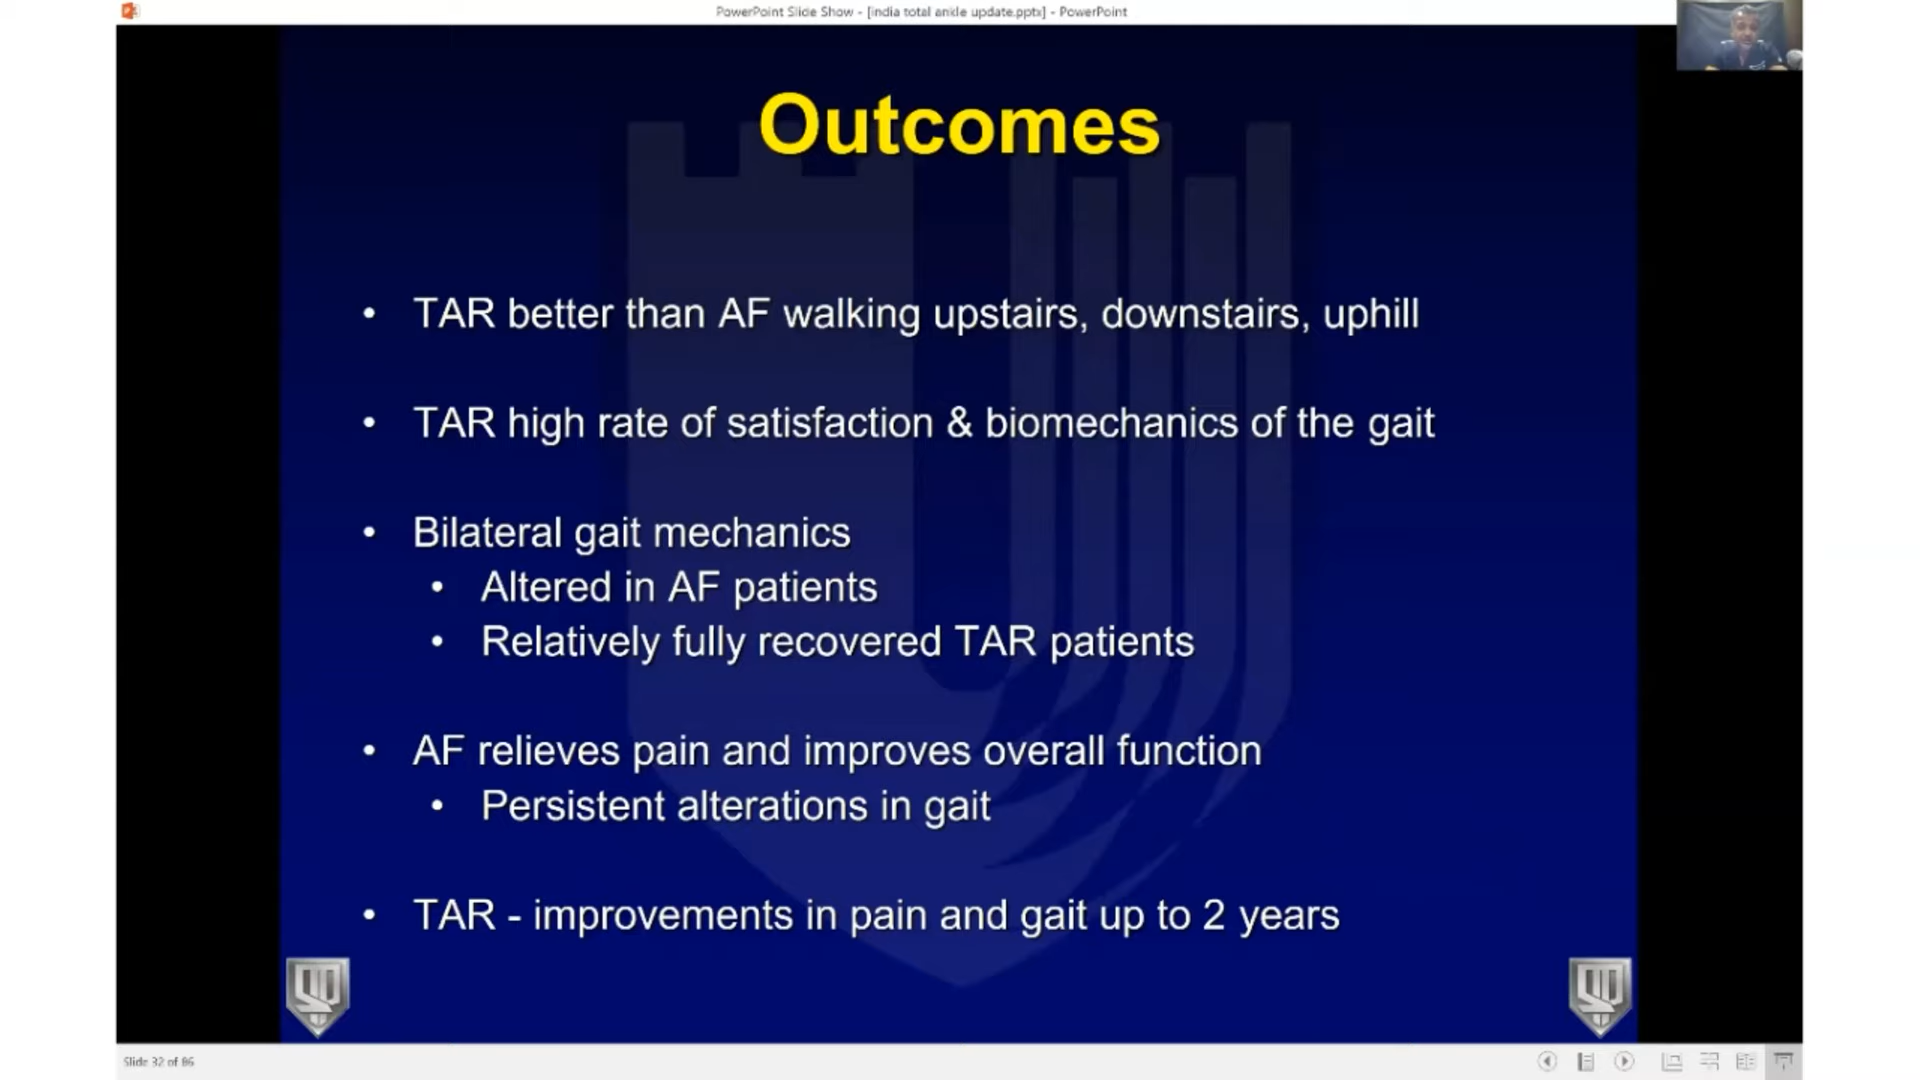 PowerPoint Slide Show - [india total ankle update.pptx] - PowerPoint
Outcomes
• TAR better than AF walking upstairs, downstairs, uphill
• TAR high rate of satisfaction & biomechanics of the gait
• Bilateral gait mechanics
• Altered in AF patients
• Relatively fully recovered TAR patients
• AF relieves pain and improves overall function
• Persistent alterations in gait
• TAR - improvements in pain and gait up to 2 years
Slide 32 of 86